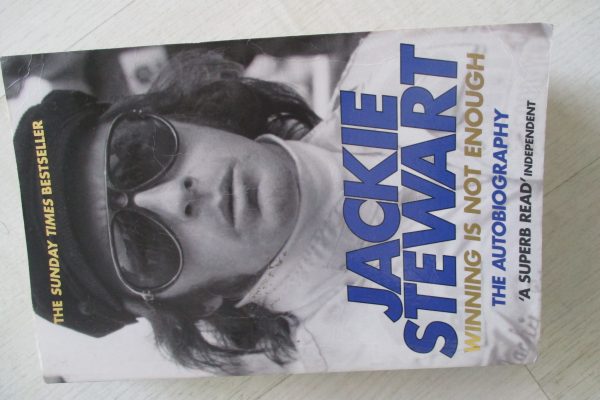 THE SUNDAY TIMES BESTSELLER
JACKIE
STEWART
WINNING IS NOT ENOUGH
THE AUTOBIOGRAPHY
'A SUPERB READ' INDEPENDENT